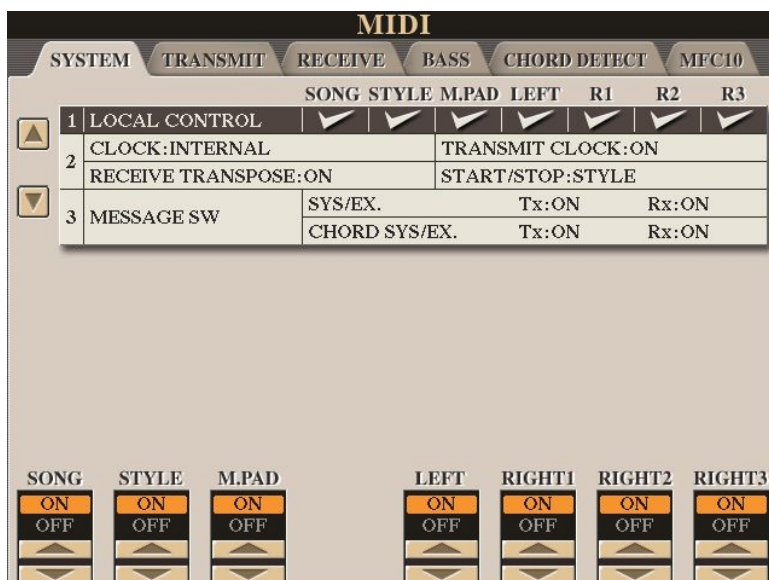 MIDI
SYSTEM TRANSMIT RECEIVE BASS CHORD DETECT MFC10
SONG STYLE M.PAD LEFT R1 R2 R3
1 LOCAL CONTROL
2 CLOCK:INTERNAL TRANSMIT CLOCK:ON
RECEIVE TRANSPOSE:ON START/STOP:STYLE
3 MESSAGE SW SYS/EX. Tx:ON Rx:ON
CHORD SYS/EX. Tx:ON Rx:ON
SONG STYLE M.PAD LEFT RIGHT1 RIGHT2 RIGHT3
ON ON ON ON ON ON ON
OFF OFF OFF OFF OFF OFF OFF